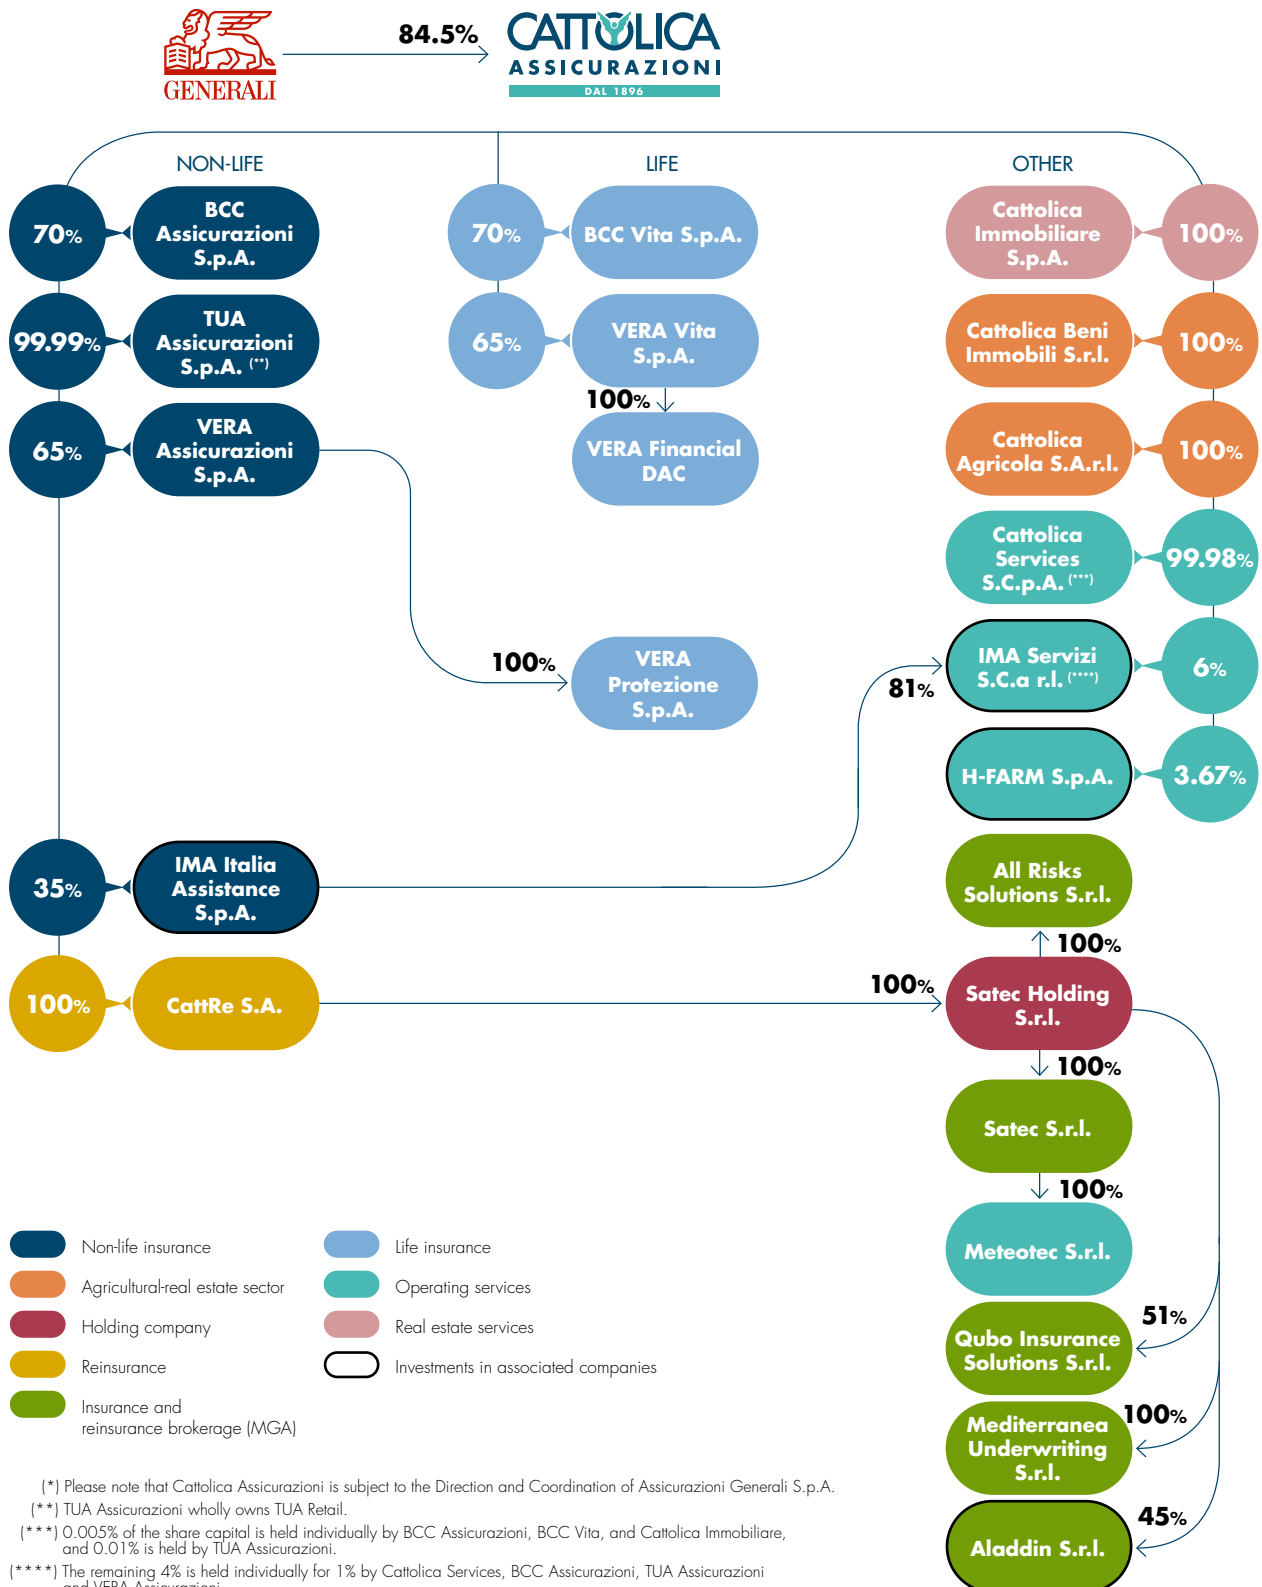 GENERALI
84.5%
CATTOLICA
ASSICURAZIONI
DAL 1896
NON-LIFE
LIFE
OTHER
70%
BCC
Assicurazioni
S.p.A.
70%
BCC Vita S.p.A.
Cattolica
Immobiliare
S.p.A.
100%
99.99%
TUA
Assicurazioni
S.p.A. (**)
65%
VERA Vita
S.p.A.
Cattolica Beni
Immobili S.r.l.
100%
100%
65%
VERA
Assicurazioni
S.p.A.
VERA Financial
DAC
Cattolica
Agricola S.A.r.l.
100%
Cattolica
Services
S.C.p.A. (***)
99.98%
100%
VERA
Protezione
S.p.A.
81%
IMA Servizi
S.C.a r.l. (****)
6%
H-FARM S.p.A.
3.67%
35%
IMA Italia
Assistance
S.p.A.
All Risks
Solutions S.r.l.
100%
100%
CattRe S.A.
100%
Satec Holding
S.r.l.
100%
Satec S.r.l.
100%
Meteotec S.r.l.
51%
Qubo Insurance
Solutions S.r.l.
100%
Mediterranea
Underwriting
S.r.l.
45%
Aladdin S.r.l.
Non-life insurance
Life insurance
Agricultural-real estate sector
Operating services
Holding company
Real estate services
Reinsurance
Investments in associated companies
Insurance and
reinsurance brokerage (MGA)
(*) Please note that Cattolica Assicurazioni is subject to the Direction and Coordination of Assicurazioni Generali S.p.A.
(**) TUA Assicurazioni wholly owns TUA Retail.
(***) 0.005% of the share capital is held individually by BCC Assicurazioni, BCC Vita, and Cattolica Immobiliare,
and 0.01% is held by TUA Assicurazioni.
(****) The remaining 4% is held individually for 1% by Cattolica Services, BCC Assicurazioni, TUA Assicurazioni
and VERA Assicurazioni.